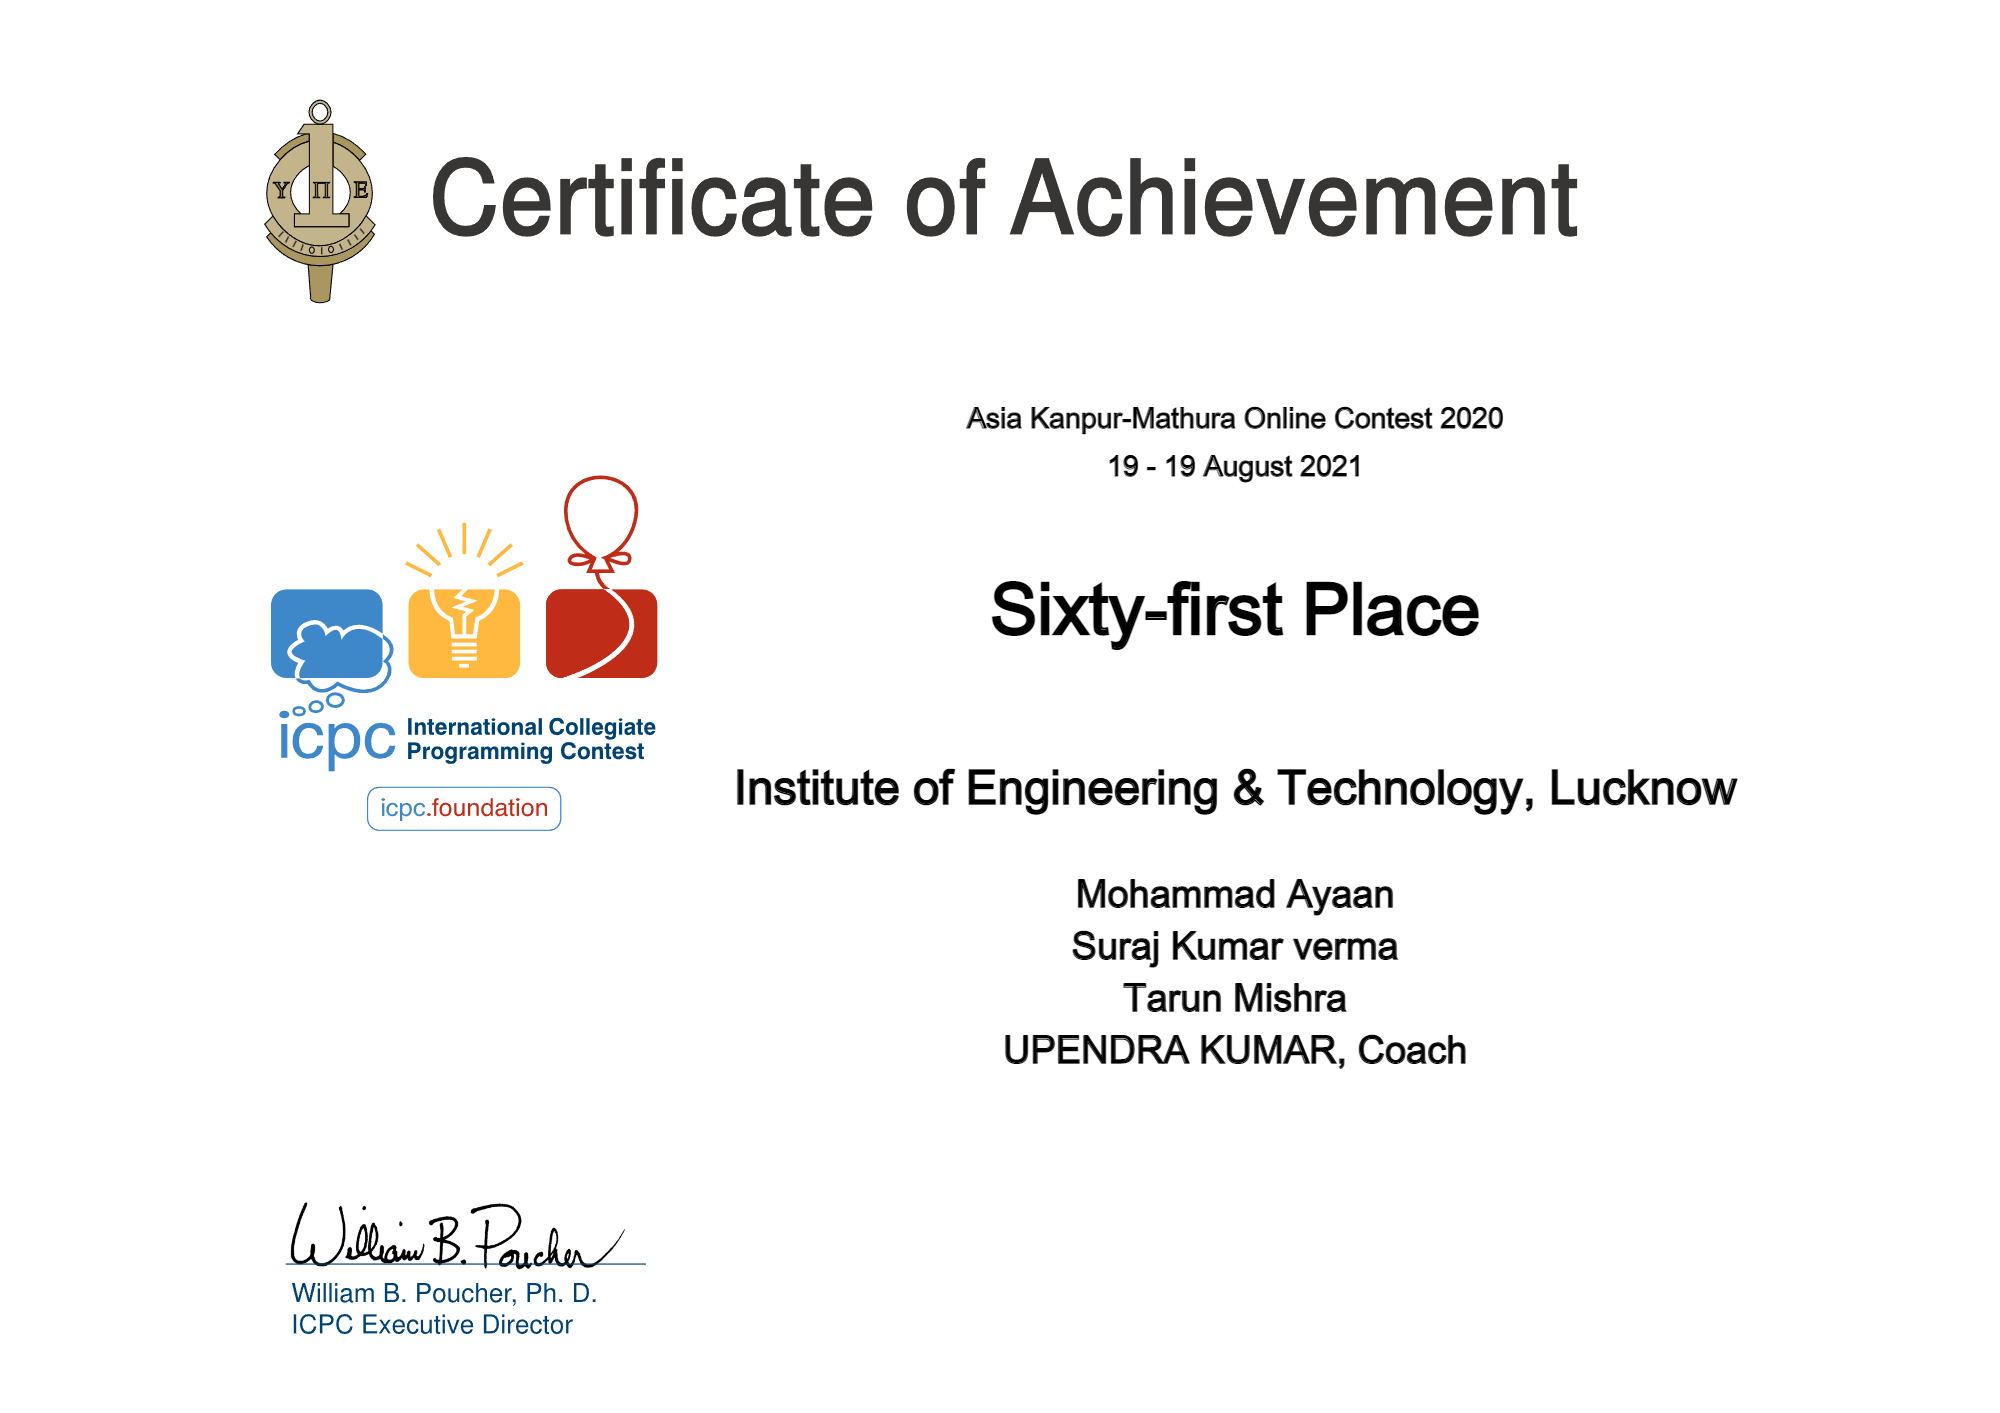 Υ Π Ε
Certificate of Achievement
Asia Kanpur-Mathura Online Contest 2020
19 - 19 August 2021
Sixty-first Place
icpc International Collegiate
Programming Contest
icpc.foundation
Institute of Engineering & Technology, Lucknow
Mohammad Ayaan
Suraj Kumar verma
Tarun Mishra
UPENDRA KUMAR, Coach
William B. Poucher
William B. Poucher, Ph. D.
ICPC Executive Director